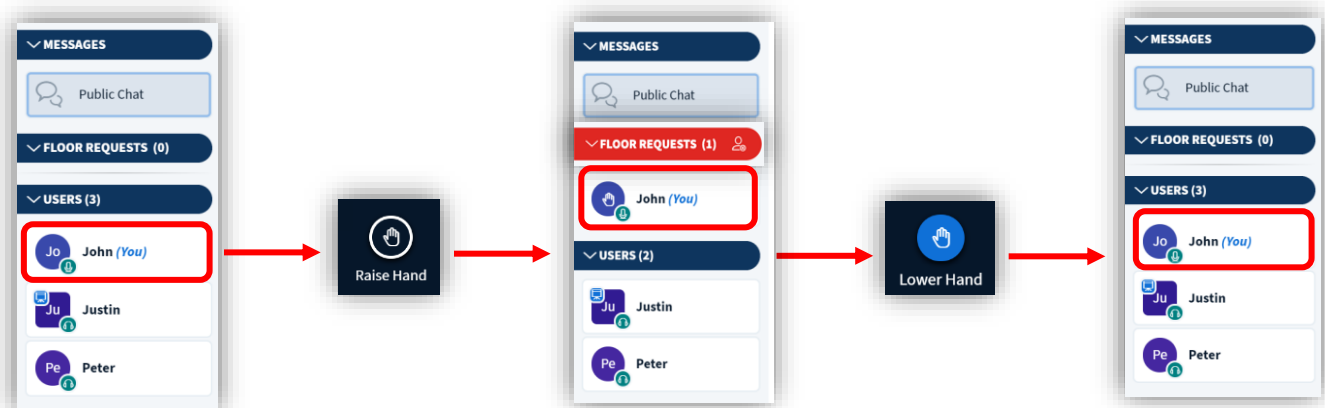 MESSAGES
Public Chat
FLOOR REQUESTS (0)
USERS (3)
Jo John (You)
Ju Justin
Pe Peter
Raise Hand
MESSAGES
Public Chat
FLOOR REQUESTS (1)
John (You)
USERS (2)
Ju Justin
Pe Peter
Lower Hand
MESSAGES
Public Chat
FLOOR REQUESTS (0)
USERS (3)
Jo John (You)
Ju Justin
Pe Peter